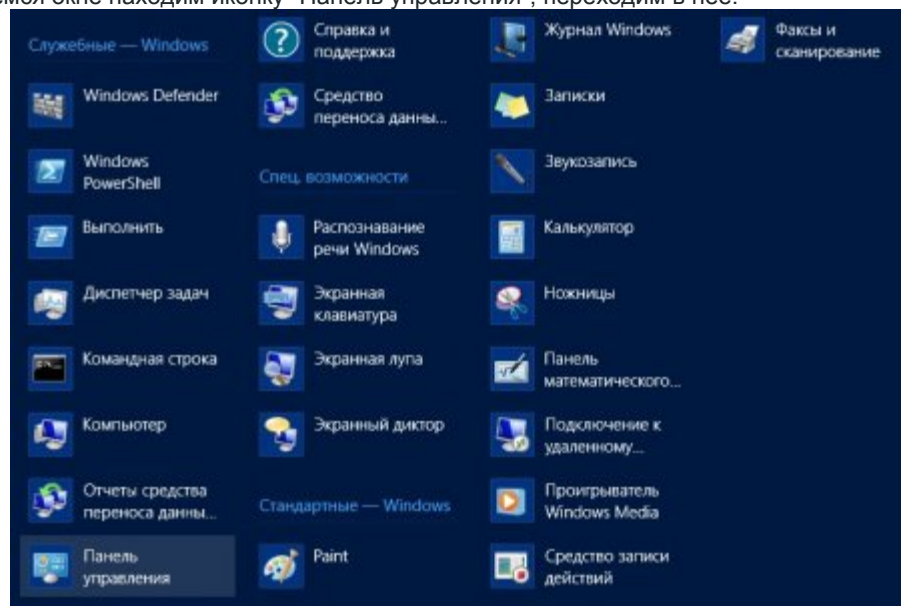 мся окне находим иконку "Панель управления", переходим в нее.
Служебные — Windows
Windows Defender
Windows
PowerShell
Выполнить
Диспетчер задач
Командная строка
Компьютер
Отчеты средства
переноса данны...
Панель
управления
Справка и
поддержка
Средство
переноса данны...
Спец. возможности
Распознавание
речи Windows
Экранная
клавиатура
Экранная лупа
Экранный диктор
Стандартные — Windows
Paint
Журнал Windows
Записки
Звукозапись
Калькулятор
Ножницы
Панель
математического...
Подключение к
удаленному...
Проигрыватель
Windows Media
Средство записи
действий
Факсы и
сканирование